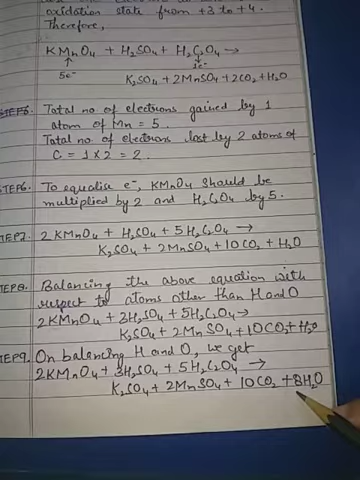 oxidation state from +3 to +4.
Therefore,
KMnO4 + H2SO4 + H2C2O4 →
↑ ↓
5e⁻ 2e⁻
K2SO4 + 2MnSO4 + 2CO2 + H2O
STEP5. Total no of electrons gained by 1
atom of Mn = 5.
Total no of electrons lost by 2 atoms of
C = 1 × 2 = 2.
STEP6. To equalise e⁻, KMnO4 should be
multiplied by 2 and H2C2O4 by 5.
STEP7. 2KMnO4 + H2SO4 + 5H2C2O4 →
K2SO4 + 2MnSO4 + 10CO2 + H2O
STEP8. Balancing the above equation with
respect to atoms other than H and O
2KMnO4 + 3H2SO4 + 5H2C2O4 →
K2SO4 + 2MnSO4 + 10CO2 + H2O
STEP9. On balancing H and O, we get
2KMnO4 + 3H2SO4 + 5H2C2O4 →
K2SO4 + 2MnSO4 + 10CO2 + 8H2O